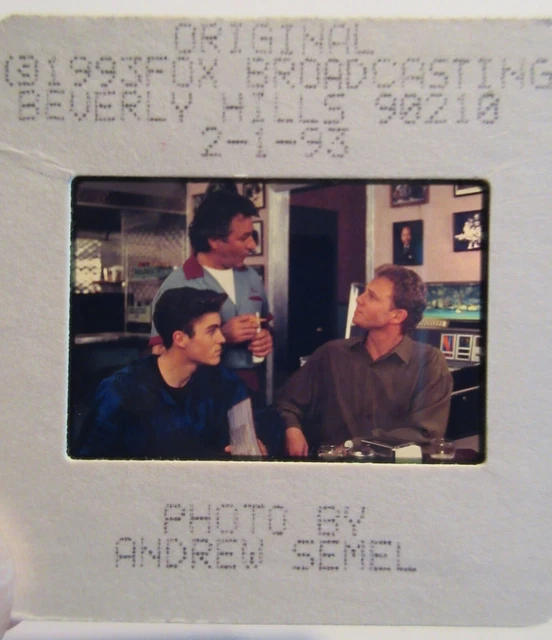 ORIGINAL
©1993FOX BROADCASTING
BEVERLY HILLS 90210
2-1-93
PHOTO BY
ANDREW SEMEL